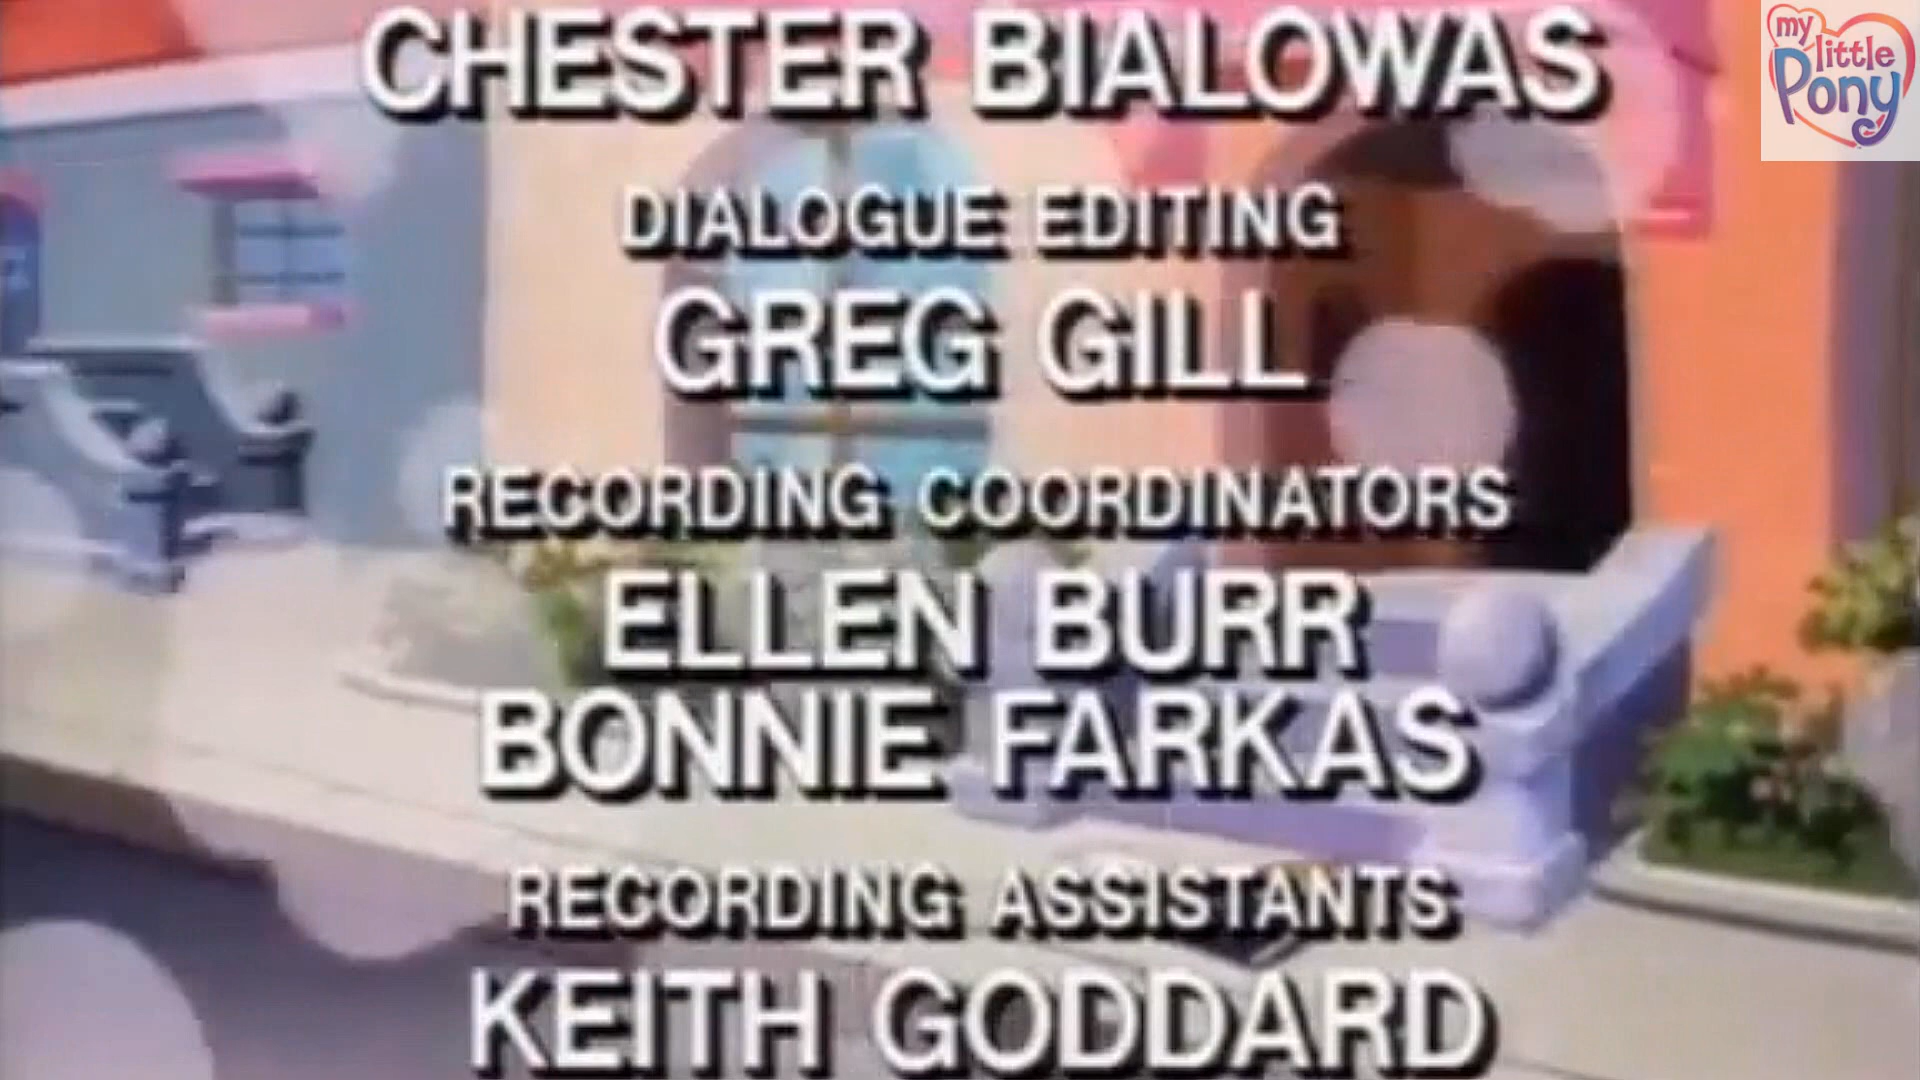 CHESTER BIALOWAS
my
little
Pony
DIALOGUE EDITING
GREG GILL
RECORDING COORDINATORS
ELLEN BURR
BONNIE FARKAS
RECORDING ASSISTANTS
KEITH GODDARD